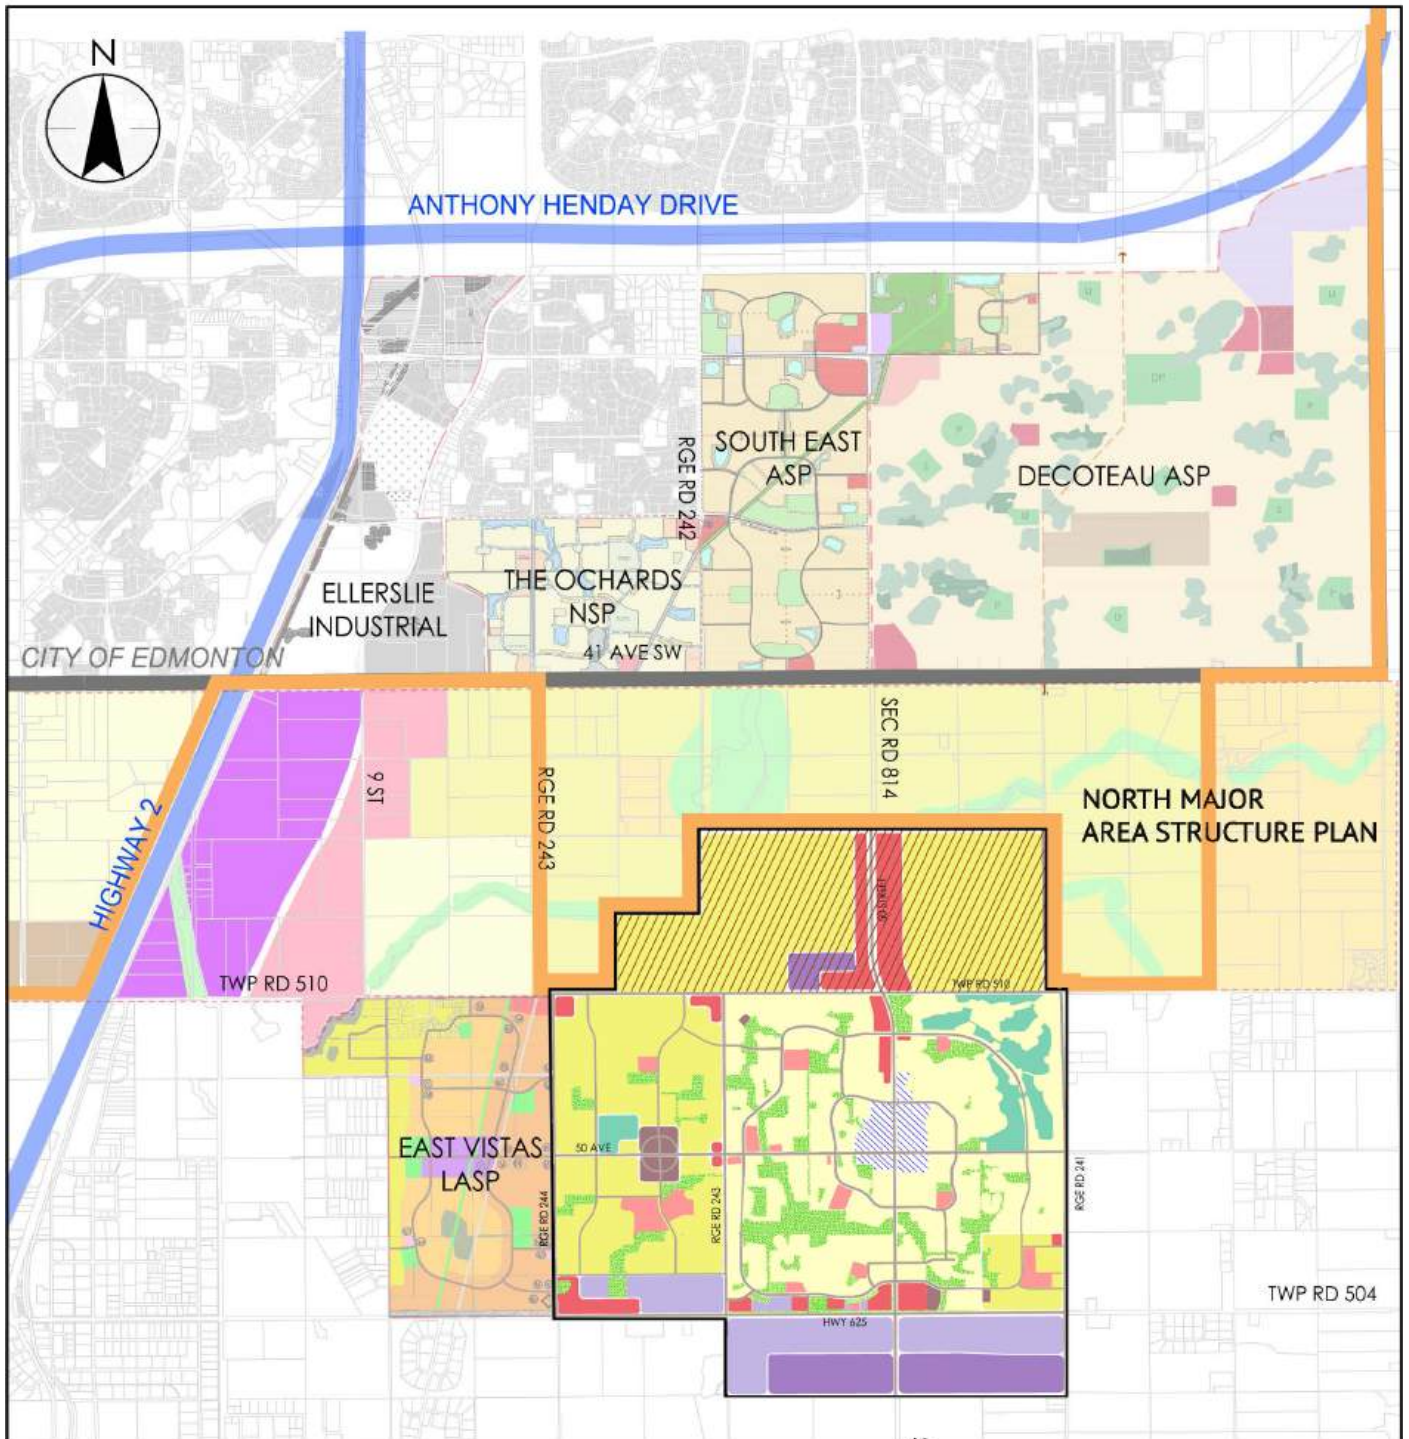 N
ANTHONY HENDAY DRIVE
RGE RD 242
SOUTH EAST
ASP
DECOTEAU ASP
ELLERSLIE
INDUSTRIAL
THE OCHARDS
NSP
41 AVE SW
CITY OF EDMONTON
HIGHWAY 2
9 ST
RGE RD 243
SEC RD 814
NORTH MAJOR
AREA STRUCTURE PLAN
TWP RD 510
TWP RD 510
EAST VISTAS
LASP
50 AVE
RGE RD 244
RGE RD 243
RGE RD 241
TWP RD 504
HWY 625